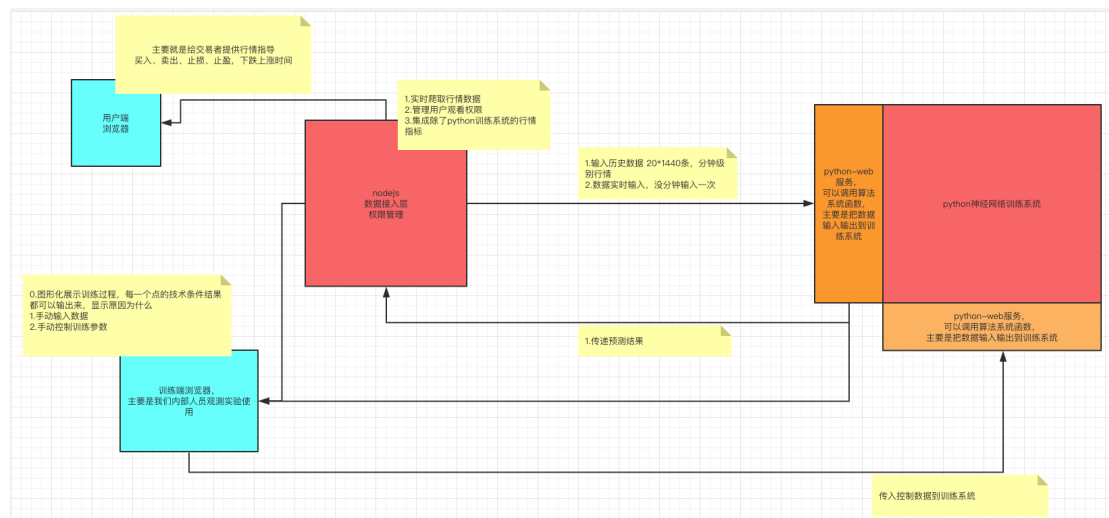 主要就是给交易者提供行情指导
买入、卖出、止损、止盈，下跌上涨时间
用户端
浏览器
1.实时爬取行情数据
2.管理用户观看权限
3.集成除了python训练系统的行情
指标
nodejs
数据接入层
权限管理
1.输入历史数据 20*1440条，分钟级
别行情
2.数据实时输入，没分钟输入一次
python-web
服务，
可以调用算法
系统函数，
主要是把数据
输入输出到训
练系统
python神经网络训练系统
python-web服务，
可以调用算法系统函数，
主要是把数据输入输出到训练系统
0.图形化展示训练过程，每一个点的技术条件结果
都可以输出来，显示原因为什么
1.手动输入数据
2.手动控制训练参数
1.传递预测结果
训练端浏览器，
主要是我们内部人员观测实验使
用
传入控制数据到训练系统